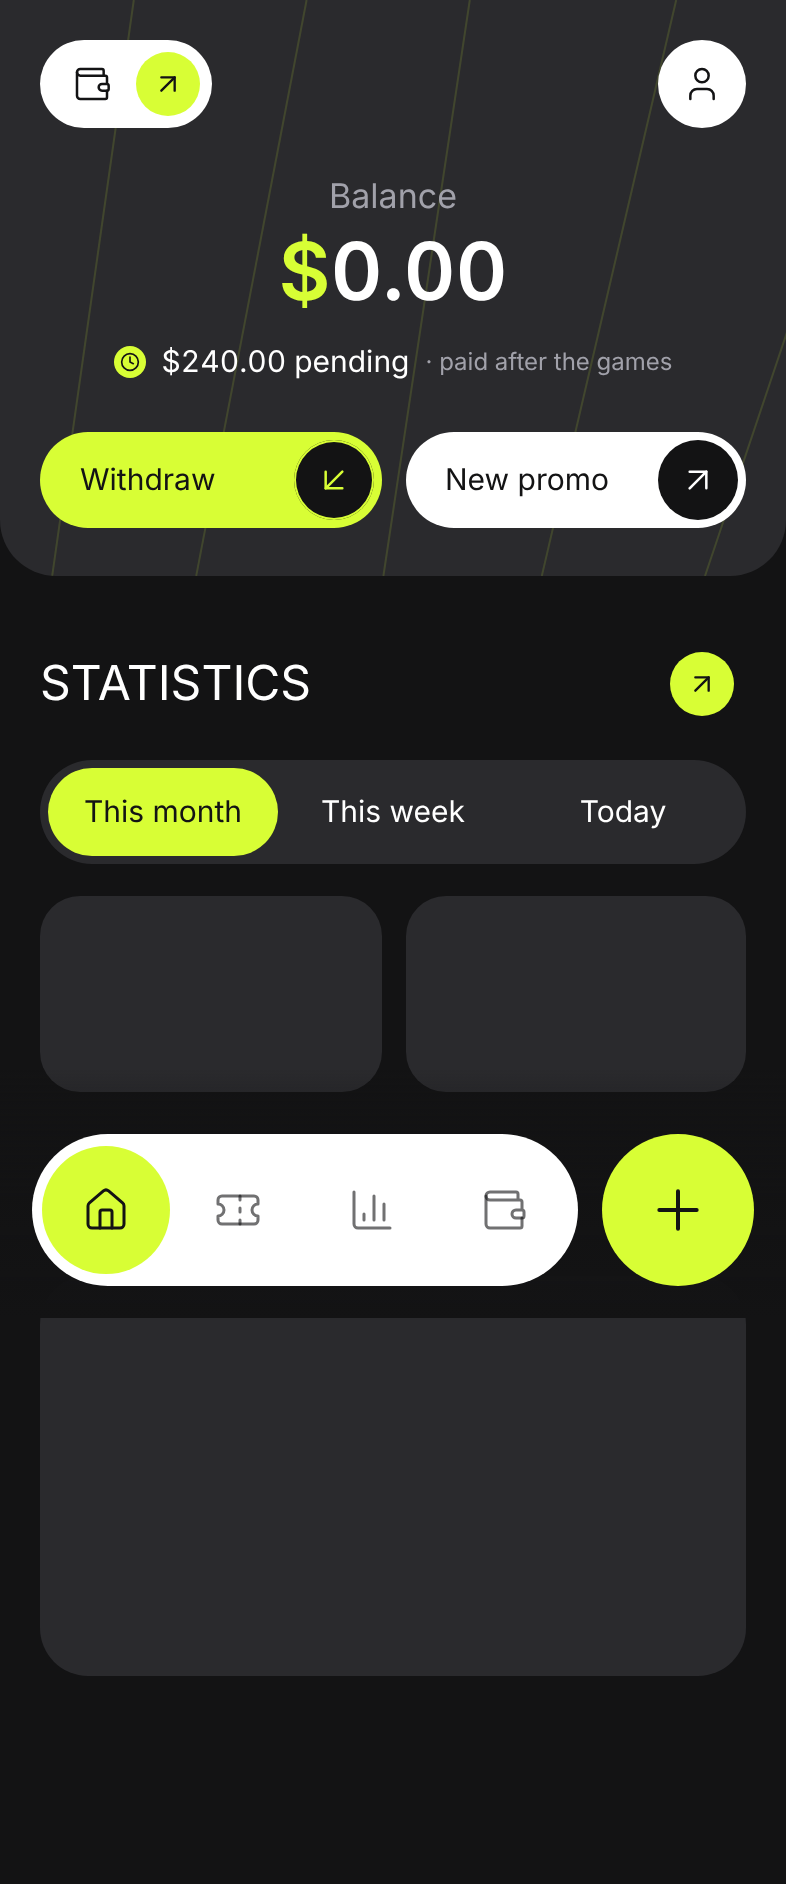 Balance
$0.00
$240.00 pending · paid after the games
Withdraw
New promo
STATISTICS
This month
This week
Today